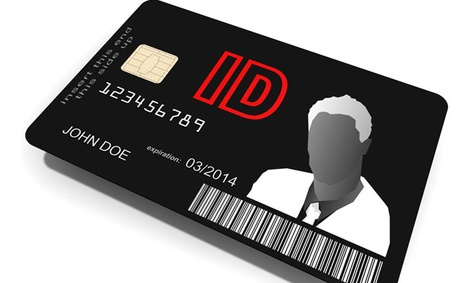 insert this end
this side up
ID
123456789
JOHN DOE
expiration: 03/2014